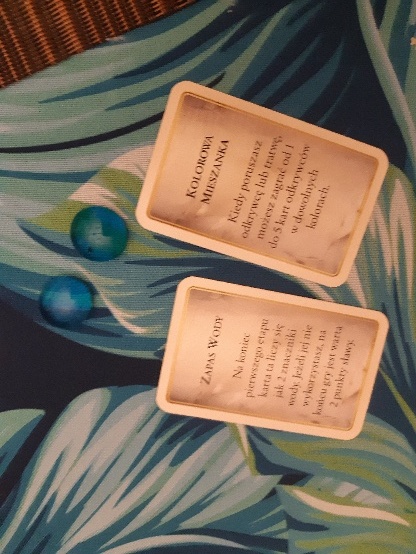 KOLOROWA
MIESZANKA
Kiedy poruszasz
odkrywcę lub tratwę,
możesz zagrać od 1
do 5 kart odkrywców
w dowolnych
kolorach.
ZAPAS WODY
Na koniec
pierwszego etapu
karta ta liczy się
jak 2 znaczniki
wody. Jeżeli jej nie
wykorzystasz, na
końcu gry jest warta
2 punkty sławy.